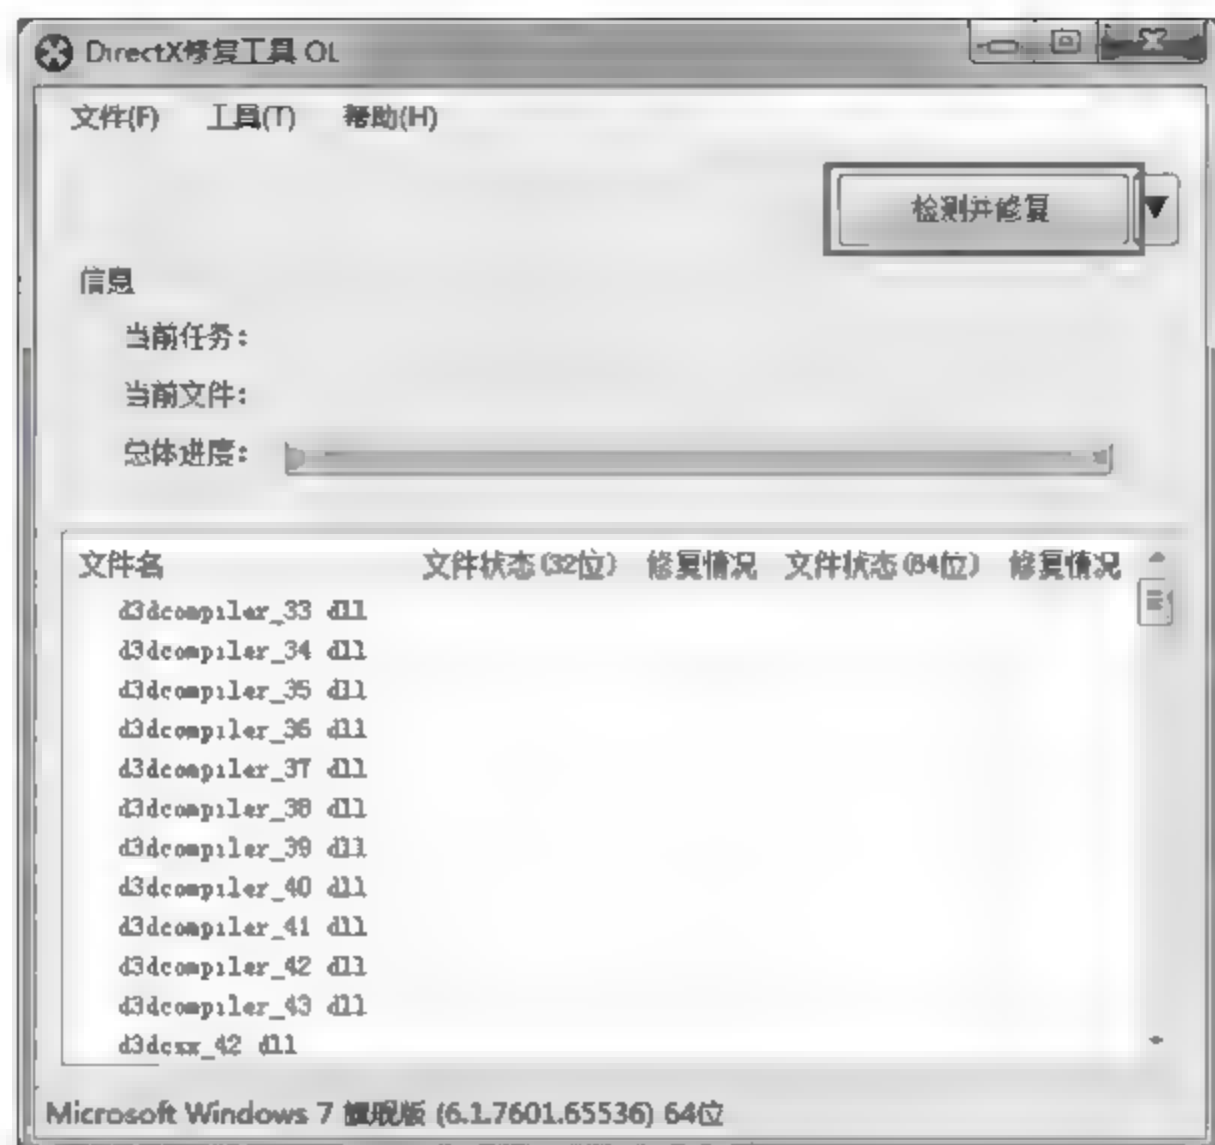 DirectX修复工具 OL
文件(F) 工具(T) 帮助(H)
检测并修复
信息
当前任务:
当前文件:
总体进度:
文件名 文件状态(32位) 修复情况 文件状态(64位) 修复情况
d3dcompiler_33 dll
d3dcompiler_34 dll
d3dcompiler_35 dll
d3dcompiler_36 dll
d3dcompiler_37 dll
d3dcompiler_38 dll
d3dcompiler_39 dll
d3dcompiler_40 dll
d3dcompiler_41 dll
d3dcompiler_42 dll
d3dcompiler_43 dll
d3dcsx_42 dll
Microsoft Windows 7 旗舰版 (6.1.7601.65536) 64位